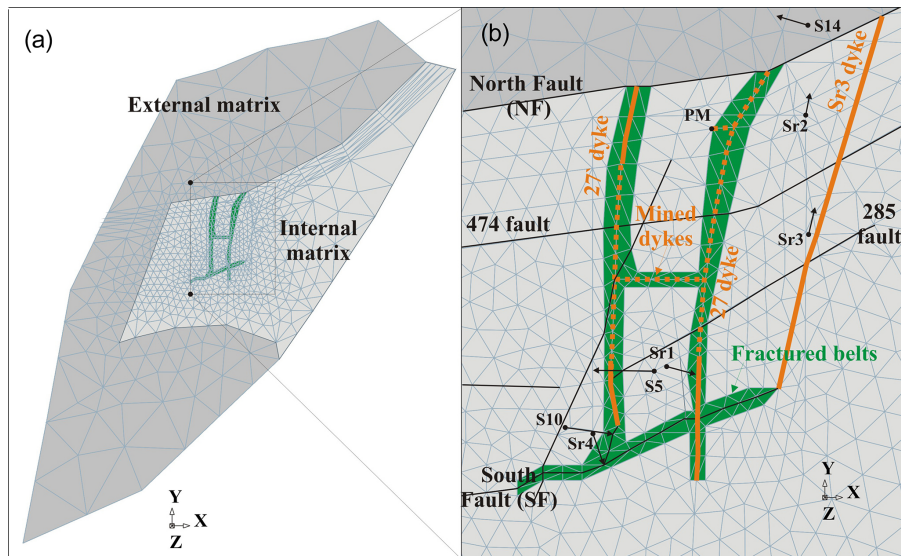 (a)
External matrix
Internal
matrix
Y
X
Z
(b)
S14
North Fault
(NF)
PM
Sr2
Sr3 dyke
27` dyke
Mined
dykes
474 fault
285
fault
Sr3
27 dyke
Sr1
Fractured belts
S5
S10
Sr4
South
Fault (SF)
Y
X
Z